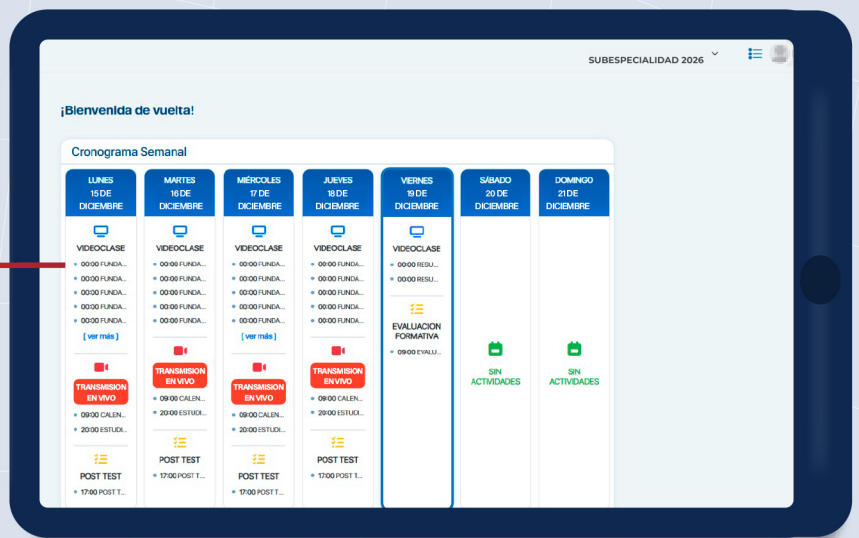 SUBESPECIALIDAD 2026
¡Bienvenida de vuelta!
Cronograma Semanal
LUNES
15 DE
DICIEMBRE
VIDEOCLASE
00:00 FUNDA...
00:00 FUNDA...
00:00 FUNDA...
00:00 FUNDA...
00:00 FUNDA...
[ ver más ]
TRANSMISION
EN VIVO
09:00 CALEN...
20:00 ESTUDI...
POST TEST
17:00 POST T...
MARTES
16 DE
DICIEMBRE
VIDEOCLASE
00:00 FUNDA...
00:00 FUNDA...
00:00 FUNDA...
00:00 FUNDA...
00:00 FUNDA...
TRANSMISION
EN VIVO
09:00 CALEN...
20:00 ESTUDI...
POST TEST
17:00 POST T...
MIÉRCOLES
17 DE
DICIEMBRE
VIDEOCLASE
00:00 FUNDA...
00:00 FUNDA...
00:00 FUNDA...
00:00 FUNDA...
00:00 FUNDA...
[ ver más ]
TRANSMISION
EN VIVO
09:00 CALEN...
20:00 ESTUDI...
POST TEST
17:00 POST T...
JUEVES
18 DE
DICIEMBRE
VIDEOCLASE
00:00 FUNDA...
00:00 FUNDA...
00:00 FUNDA...
00:00 FUNDA...
00:00 FUNDA...
TRANSMISION
EN VIVO
09:00 CALEN...
20:00 ESTUDI...
POST TEST
17:00 POST T...
VIERNES
19 DE
DICIEMBRE
VIDEOCLASE
00:00 RESU...
00:00 RESU...
EVALUACION
FORMATIVA
09:00 EVALU...
SÁBADO
20 DE
DICIEMBRE
SIN
ACTIVIDADES
DOMINGO
21 DE
DICIEMBRE
SIN
ACTIVIDADES